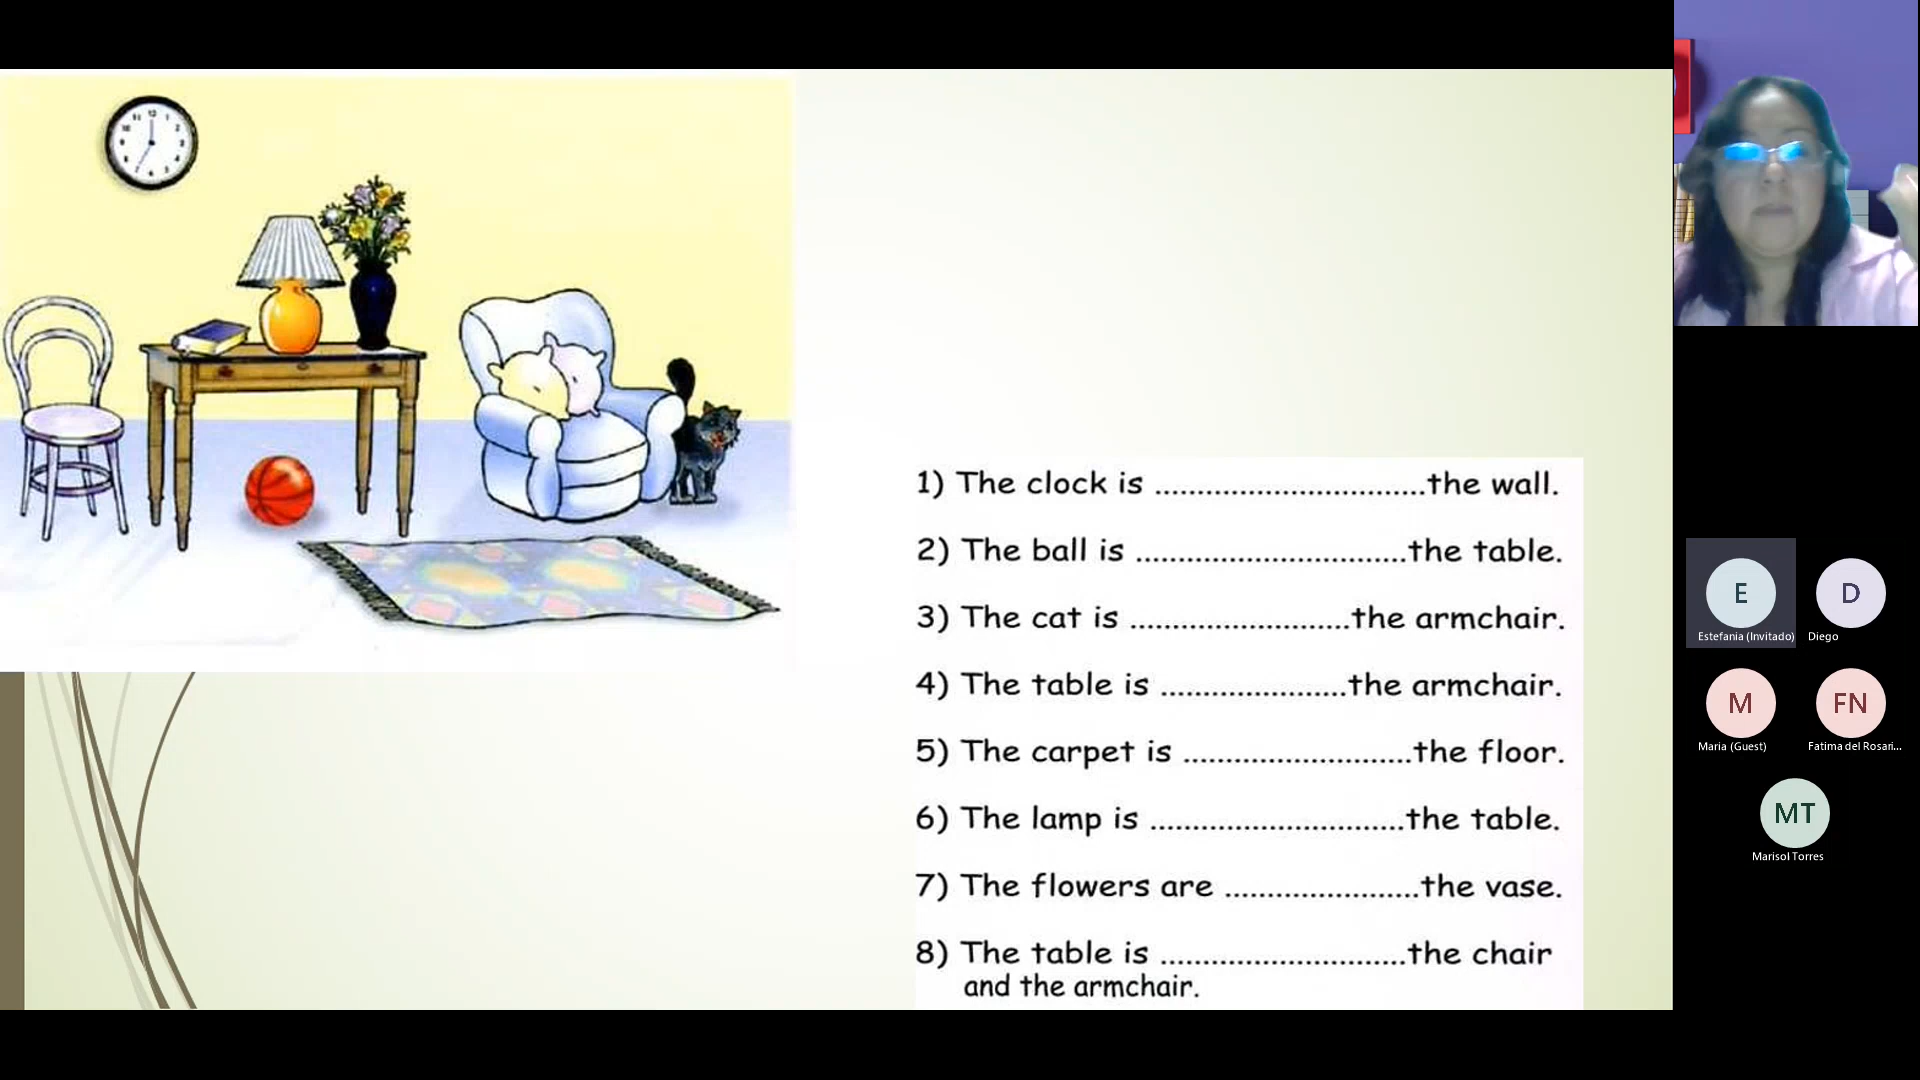 1) The clock is ................................the wall.
2) The ball is ................................the table.
3) The cat is ..........................the armchair.
4) The table is ......................the armchair.
5) The carpet is ...........................the floor.
6) The lamp is ..............................the table.
7) The flowers are .......................the vase.
8) The table is .............................the chair
and the armchair.
E
Estefania (Invitado)
D
Diego
M
Maria (Guest)
FN
Fatima del Rosari...
MT
Marisol Torres